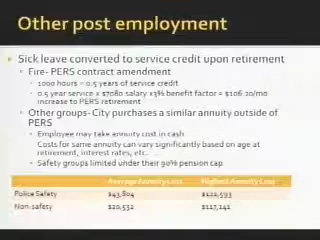 Other post employment
Sick leave converted to service credit upon retirement
Fire- PERS contract amendment
1000 hours = 0.5 years of service credit
0.5 year service x $7080 salary x3% benefit factor = $106.20/mo
increase to PERS retirement
Other groups- City purchases a similar annuity outside of
PERS
Employee may take annuity cost in cash
Costs for same annuity can vary significantly based on age at
retirement, interest rates, etc.
Safety groups limited under their 90% pension cap
Average Annuity Cost Highest Annuity Cost
Police Safety $43,804 $122,593
Non-safety $20,532 $117,141